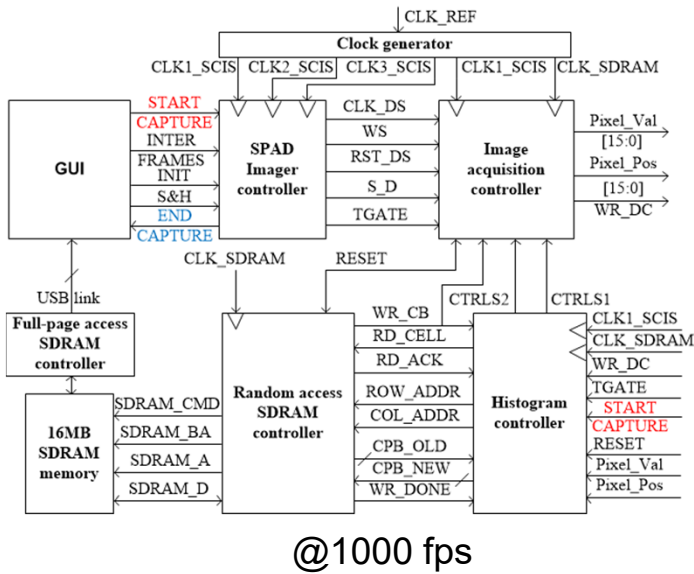 CLK_REF
Clock generator
CLK1_SCIS
CLK2_SCIS
CLK3_SCIS
CLK1_SCIS
CLK_SDRAM
GUI
START
CAPTURE
INTER
FRAMES
INIT
S&H
END
CAPTURE
SPAD
Imager
controller
CLK_DS
WS
RST_DS
S_D
TGATE
Image
acquisition
controller
Pixel_Val
[15:0]
Pixel_Pos
[15:0]
WR_DC
CLK_SDRAM
RESET
CTRLS2
CTRLS1
USB link
Full-page access
SDRAM
controller
16MB
SDRAM
memory
SDRAM_CMD
SDRAM_BA
SDRAM_A
SDRAM_D
Random access
SDRAM
controller
WR_CB
RD_CELL
RD_ACK
ROW_ADDR
COL_ADDR
CPB_OLD
CPB_NEW
WR_DONE
Histogram
controller
CLK1_SCIS
CLK_SDRAM
WR_DC
TGATE
START
CAPTURE
RESET
Pixel_Val
Pixel_Pos
@1000 fps